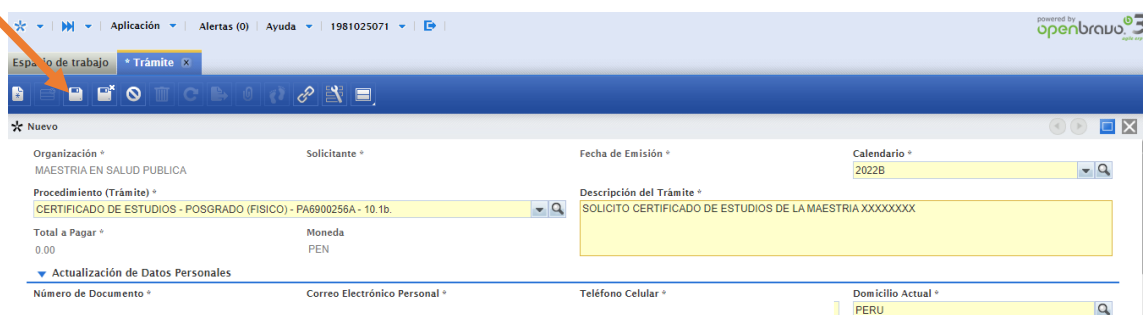 Aplicación Alertas (0) Ayuda 1981025071
powered by
openbravo 3
Espacio de trabajo * Trámite
Nuevo
Organización * Solicitante * Fecha de Emisión * Calendario *
MAESTRIA EN SALUD PUBLICA 2022B
Procedimiento (Trámite) * Descripción del Trámite *
CERTIFICADO DE ESTUDIOS - POSGRADO (FISICO) - PA6900256A - 10.1b. SOLICITO CERTIFICADO DE ESTUDIOS DE LA MAESTRIA XXXXXXXX
Total a Pagar * Moneda
0.00 PEN
Actualización de Datos Personales
Número de Documento * Correo Electrónico Personal * Teléfono Celular * Domicilio Actual *
PERU